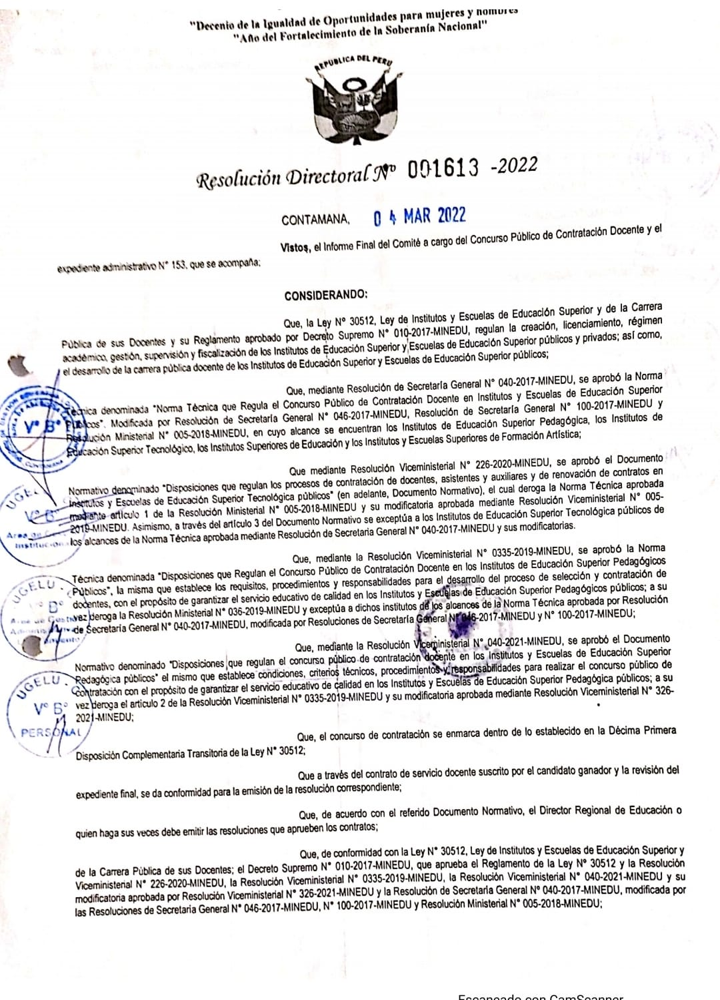 "Decenio de la Igualdad de Oportunidades para mujeres y hombres
"Año del Fortalecimiento de la Soberanía Nacional"
REPUBLICA DEL PERU
Resolución Directoral Nº 001613 -2022
CONTAMANA, 04 MAR 2022
Vistos, el Informe Final del Comité a cargo del Concurso Público de Contratación Docente y el
expediente administrativo N° 153, que se acompaña;
CONSIDERANDO:
Que, la Ley Nº 30512, Ley de Institutos y Escuelas de Educación Superior y de la Carrera
Pública de sus Docentes y su Reglamento aprobado por Decreto Supremo N° 010-2017-MINEDU, regulan la creación, licenciamiento, régimen
académico, gestión, supervisión y fiscalización de los Institutos de Educación Superior y Escuelas de Educación Superior públicos y privados; así como,
el desarrollo de la carrera pública docente de los Institutos de Educación Superior y Escuelas de Educación Superior públicos;
Que, mediante Resolución de Secretaría General N° 040-2017-MINEDU, se aprobó la Norma
Técnica denominada "Norma Técnica que Regula el Concurso Público de Contratación Docente en Institutos y Escuelas de Educación Superior
Públicos". Modificada por Resolución de Secretaría General N° 046-2017-MINEDU, Resolución de Secretaría General N° 100-2017-MINEDU y
Resolución Ministerial N° 005-2018-MINEDU, en cuyo alcance se encuentran los Institutos de Educación Superior Pedagógica, los Institutos de
Educación Superior Tecnológico, los Institutos Superiores de Educación y los Institutos y Escuelas Superiores de Formación Artística;
Vº Bº
Que mediante Resolución Viceministerial N° 226-2020-MINEDU, se aprobó el Documento
Normativo denominado "Disposiciones que regulan los procesos de contratación de docentes, asistentes y auxiliares y de renovación de contratos en
Institutos y Escuelas de Educación Superior Tecnológica públicos" (en adelante, Documento Normativo), el cual deroga la Norma Técnica aprobada
mediante artículo 1 de la Resolución Ministerial N° 005-2018-MINEDU y su modificatoria aprobada mediante Resolución Viceministerial N° 005-
2019-MINEDU. Asimismo, a través del artículo 3 del Documento Normativo se exceptúa a los Institutos de Educación Superior Tecnológica públicos de
los alcances de la Norma Técnica aprobada mediante Resolución de Secretaria General N° 040-2017-MINEDU y sus modificatorias.
UGEL
Vº Bº
Que, mediante la Resolución Viceministerial N° 0335-2019-MINEDU, se aprobó la Norma
Técnica denominada "Disposiciones que Regulan el Concurso Público de Contratación Docente en los Institutos de Educación Superior Pedagógicos
Públicos", la misma que establece los requisitos, procedimientos y responsabilidades para el desarrollo del proceso de selección y contratación de
docentes, con el propósito de garantizar el servicio educativo de calidad en los Institutos y Escuelas de Educación Superior Pedagógicos públicos; a su
vez deroga la Resolución Ministerial N° 036-2019-MINEDU y exceptúa a dichos institutos de los alcances de la Norma Técnica aprobada por Resolución
de Secretaría General N° 040-2017-MINEDU, modificada por Resoluciones de Secretaría General N° 046-2017-MINEDU y N° 100-2017-MINEDU;
UGELU
Que, mediante la Resolución Viceministerial N° 040-2021-MINEDU, se aprobó el Documento
Normativo denominado "Disposiciones que regulan el concurso público de contratación docente en los Institutos y Escuelas de Educación Superior
Pedagógica públicos" el mismo que establece condiciones, criterios técnicos, procedimientos y responsabilidades para realizar el concurso público de
Contratación con el propósito de garantizar el servicio educativo de calidad en los Institutos y Escuelas de Educación Superior Pedagógica públicos; a su
vez deroga el articulo 2 de la Resolución Viceministerial N° 0335-2019-MINEDU y su modificatoria aprobada mediante Resolución Viceministerial N° 326-
2021-MINEDU;
UGELU
Vº Bº
PERSONAL
Que, el concurso de contratación se enmarca dentro de lo establecido en la Décima Primera
Disposición Complementaria Transitoria de la Ley N° 30512;
Que a través del contrato de servicio docente suscrito por el candidato ganador y la revisión del
expediente final, se da conformidad para la emisión de la resolución correspondiente;
Que, de acuerdo con el referido Documento Normativo, el Director Regional de Educación o
quien haga sus veces debe emitir las resoluciones que aprueben los contratos;
Que, de conformidad con la Ley N° 30512, Ley de Institutos y Escuelas de Educación Superior y
de la Carrera Pública de sus Docentes; el Decreto Supremo N° 010-2017-MINEDU, que aprueba el Reglamento de la Ley Nº 30512 y la Resolución
Viceministerial N° 226-2020-MINEDU, la Resolución Viceministerial N° 0335-2019-MINEDU, la Resolución Viceministerial N° 040-2021-MINEDU y su
modificatoria aprobada por Resolución Viceministerial N° 326-2021-MINEDU y la Resolución de Secretaría General Nº 040-2017-MINEDU, modificada por
las Resoluciones de Secretaria General N° 046-2017-MINEDU, N° 100-2017-MINEDU y Resolución Ministerial N° 005-2018-MINEDU;
Escaneado con CamScanner